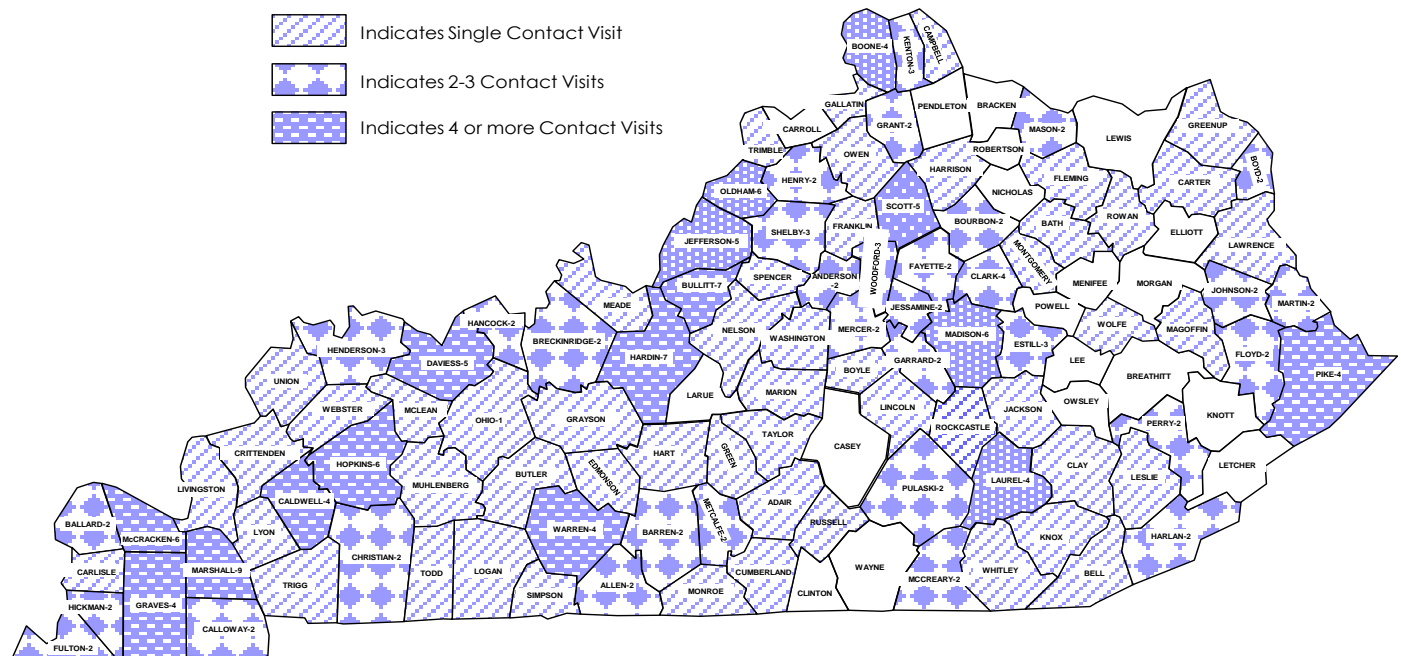 Indicates Single Contact Visit
Indicates 2-3 Contact Visits
Indicates 4 or more Contact Visits
BOONE-4
KENTON-3
CAMPBELL
GALLATIN
PENDLETON
BRACKEN
CARROLL
GRANT-2
MASON-2
LEWIS
GREENUP
TRIMBLE
OWEN
ROBERTSON
HENRY-2
HARRISON
FLEMING
BOYD-2
CARTER
OLDHAM-6
NICHOLAS
SCOTT-5
ROWAN
SHELBY-3
FRANKLIN
BOURBON-2
BATH
ELLIOTT
JEFFERSON-5
WOODFORD-3
FAYETTE-2
MONTGOMERY
LAWRENCE
SPENCER
ANDERSON
-2
CLARK-4
BULLITT-7
MENIFEE
MORGAN
JOHNSON-2
MARTIN-2
MEADE
JESSAMINE-2
POWELL
HANCOCK-2
NELSON
WASHINGTON
MERCER-2
MADISON-6
WOLFE
MAGOFFIN
BRECKINRIDGE-2
ESTILL-3
HENDERSON-3
HARDIN-7
GARRARD-2
LEE
FLOYD-2
DAVIESS-5
BOYLE
BREATHITT
PIKE-4
UNION
LARUE
MARION
OWSLEY
WEBSTER
MCLEAN
LINCOLN
JACKSON
KNOTT
OHIO-1
GRAYSON
ROCKCASTLE
PERRY-2
TAYLOR
CASEY
CRITTENDEN
HART
GREEN
HOPKINS-6
CLAY
LETCHER
BUTLER
EDMONSON
LESLIE
LIVINGSTON
MUHLENBERG
LAUREL-4
PULASKI-2
CALDWELL-4
ADAIR
BALLARD-2
RUSSELL
McCRACKEN-6
LYON
WARREN-4
BARREN-2
METCALFE-2
KNOX
HARLAN-2
CHRISTIAN-2
CARLISLE
MARSHALL-9
TODD
LOGAN
CUMBERLAND
WAYNE
WHITLEY
BELL
TRIGG
ALLEN-2
MCCREARY-2
MONROE
CLINTON
SIMPSON
HICKMAN-2
GRAVES-4
CALLOWAY-2
FULTON-2